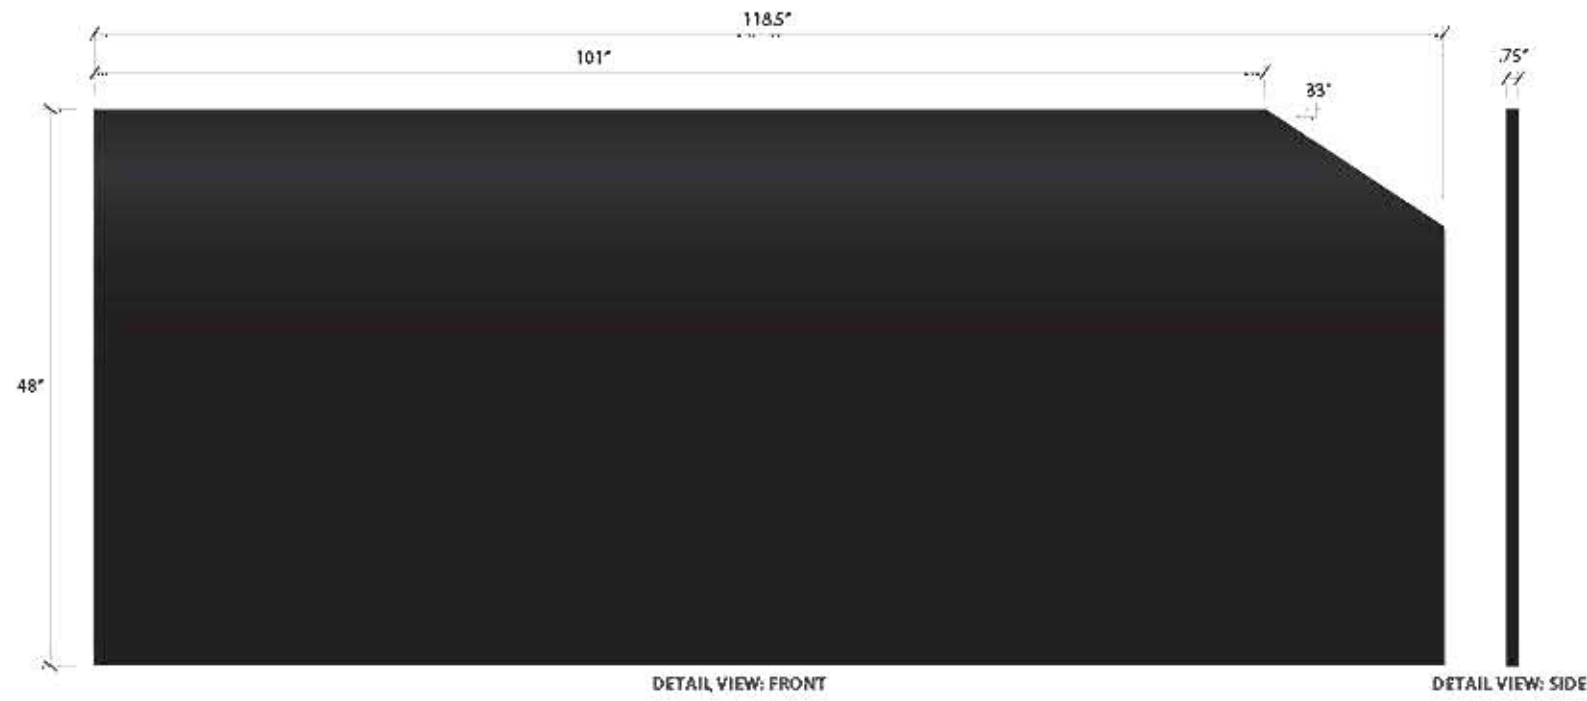 118.5"
101"
.75"
33°
48"
DETAIL VIEW: FRONT
DETAIL VIEW: SIDE